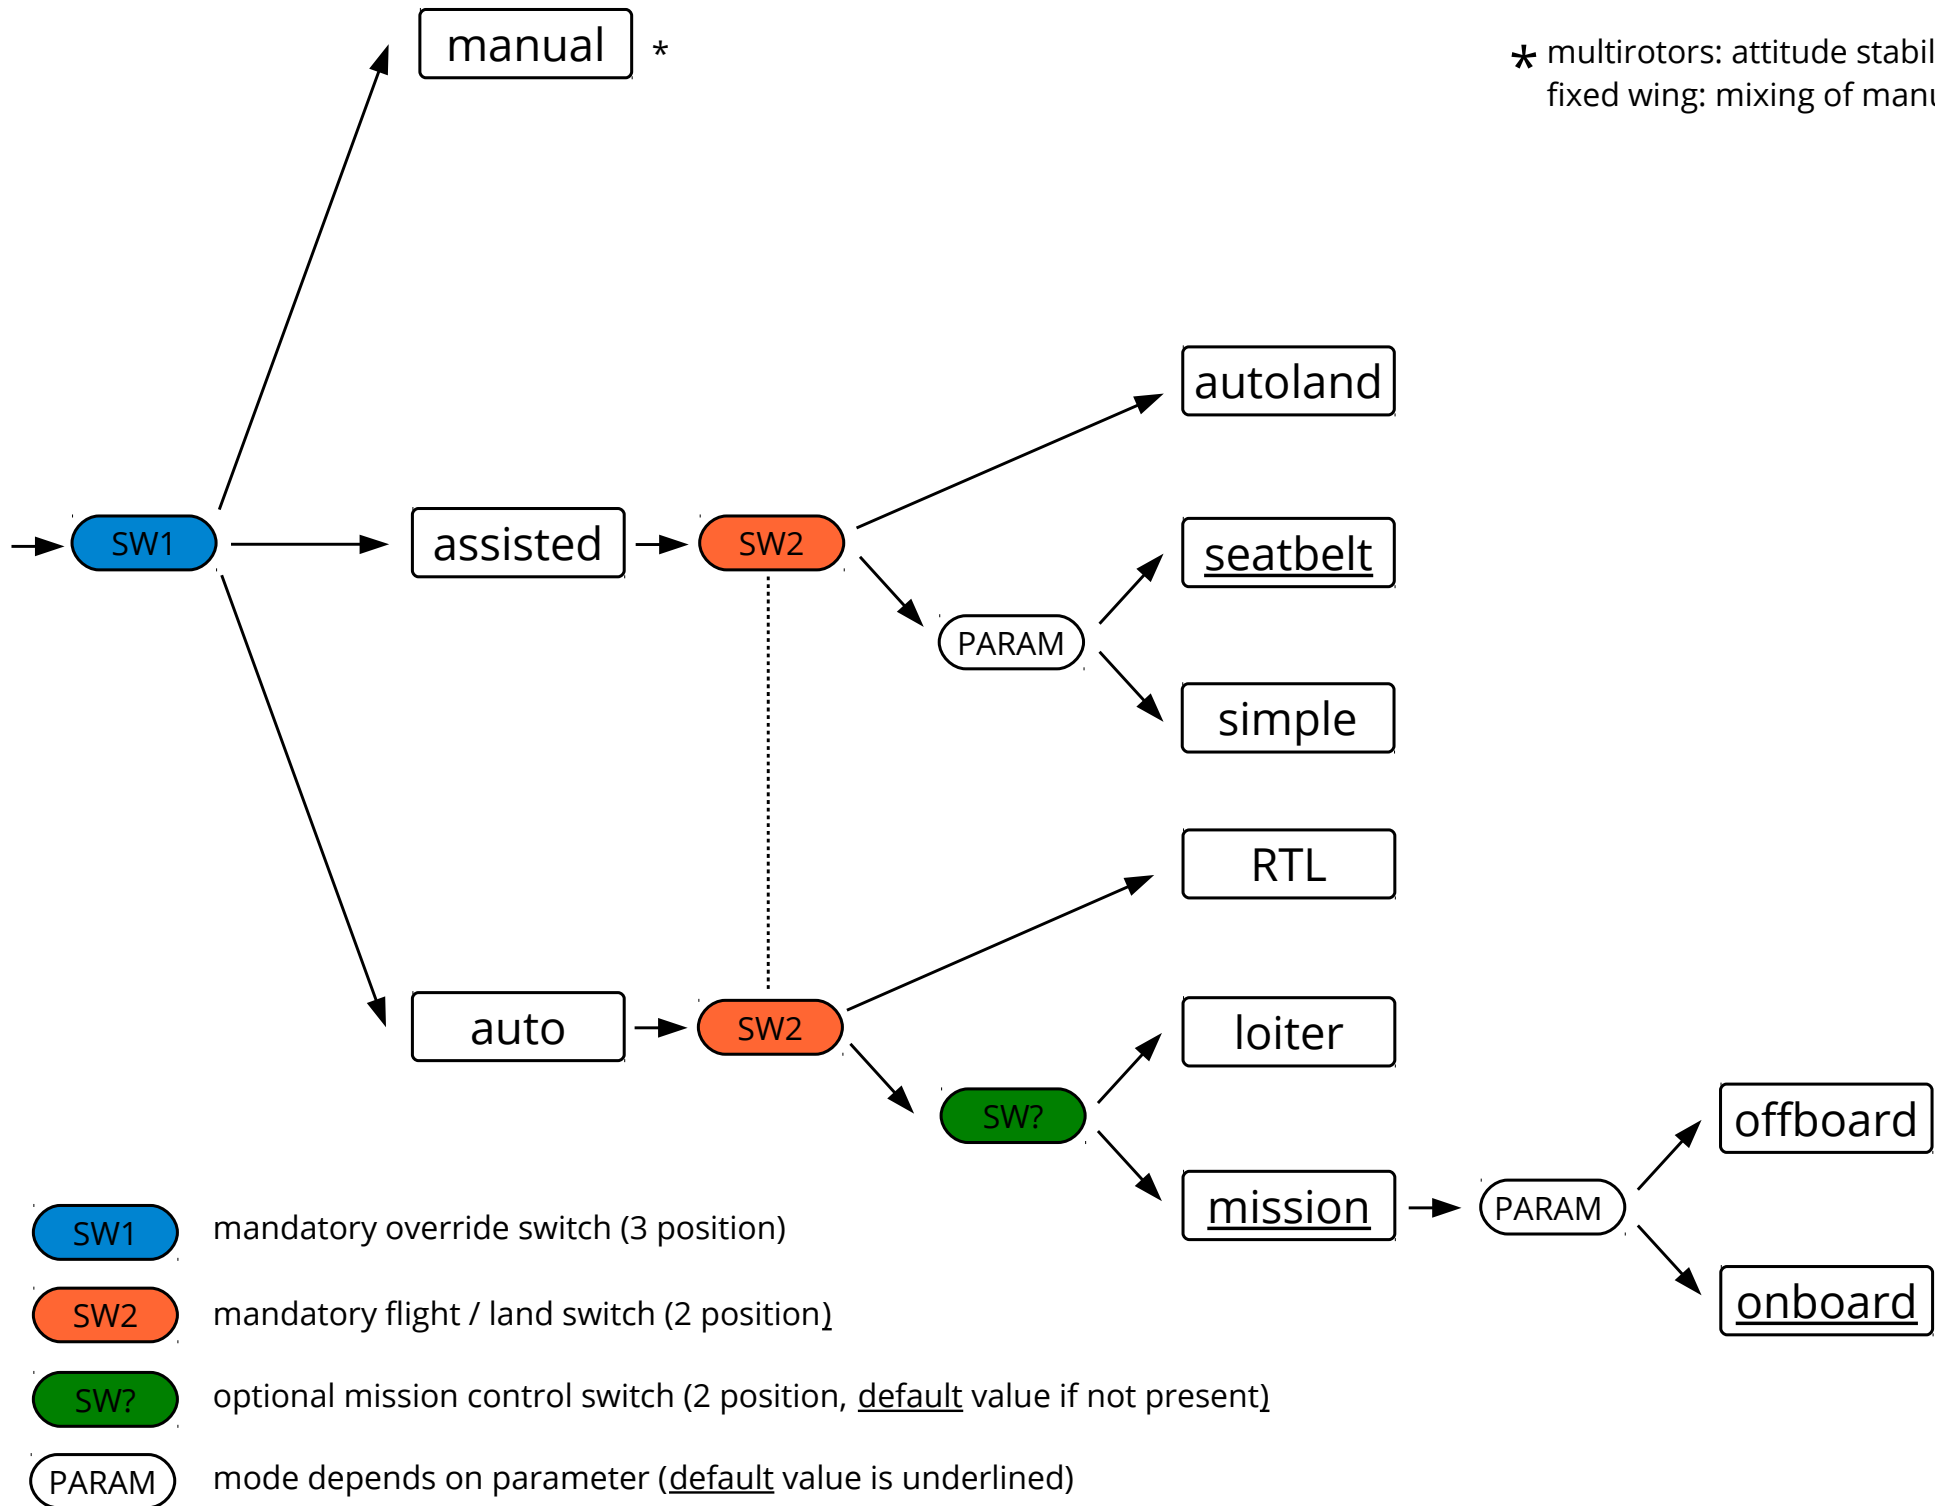 manual *
* multirotors: attitude stabil
fixed wing: mixing of manu
autoland
SW1
assisted
SW2
seatbelt
PARAM
simple
RTL
auto
SW2
loiter
SW?
offboard
mission
PARAM
onboard
SW1 mandatory override switch (3 position)
SW2 mandatory flight / land switch (2 position)
SW? optional mission control switch (2 position, default value if not present)
PARAM mode depends on parameter (default value is underlined)